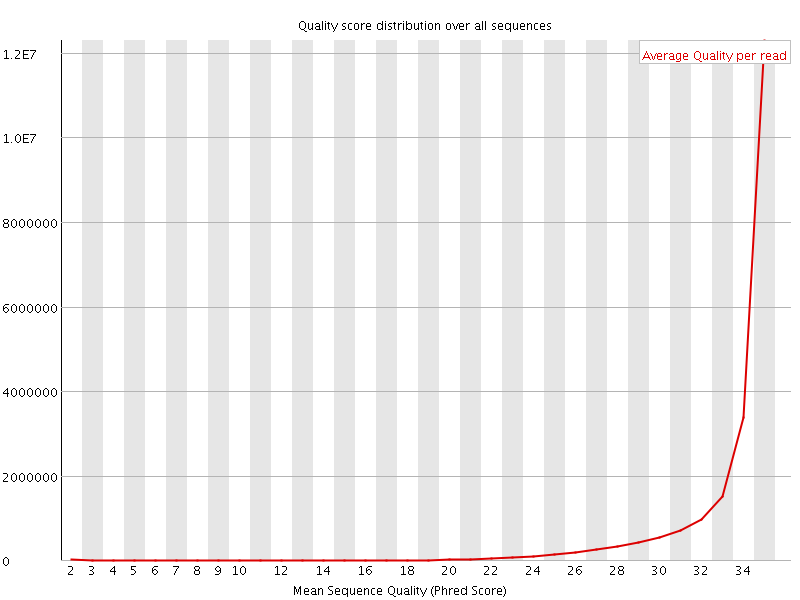 Quality score distribution over all sequences
Average Quality per read
1.2E7
1.0E7
8000000
6000000
4000000
2000000
0
2 3 4 5 6 7 8 9 10 12 14 16 18 20 22 24 26 28 30 32 34
Mean Sequence Quality (Phred Score)